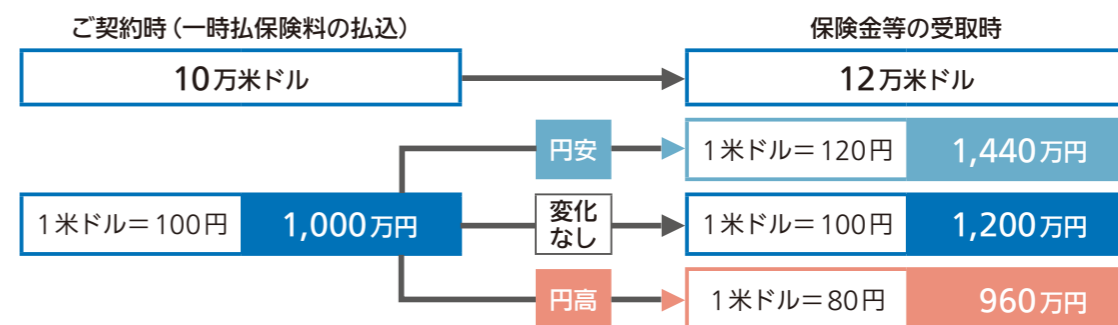 ご契約時(一時払保険料の払込)
保険金等の受取時
10万米ドル
12万米ドル
円安
1米ドル=120円
1,440万円
1米ドル=100円
1,000万円
変化
なし
1米ドル=100円
1,200万円
円高
1米ドル=80円
960万円